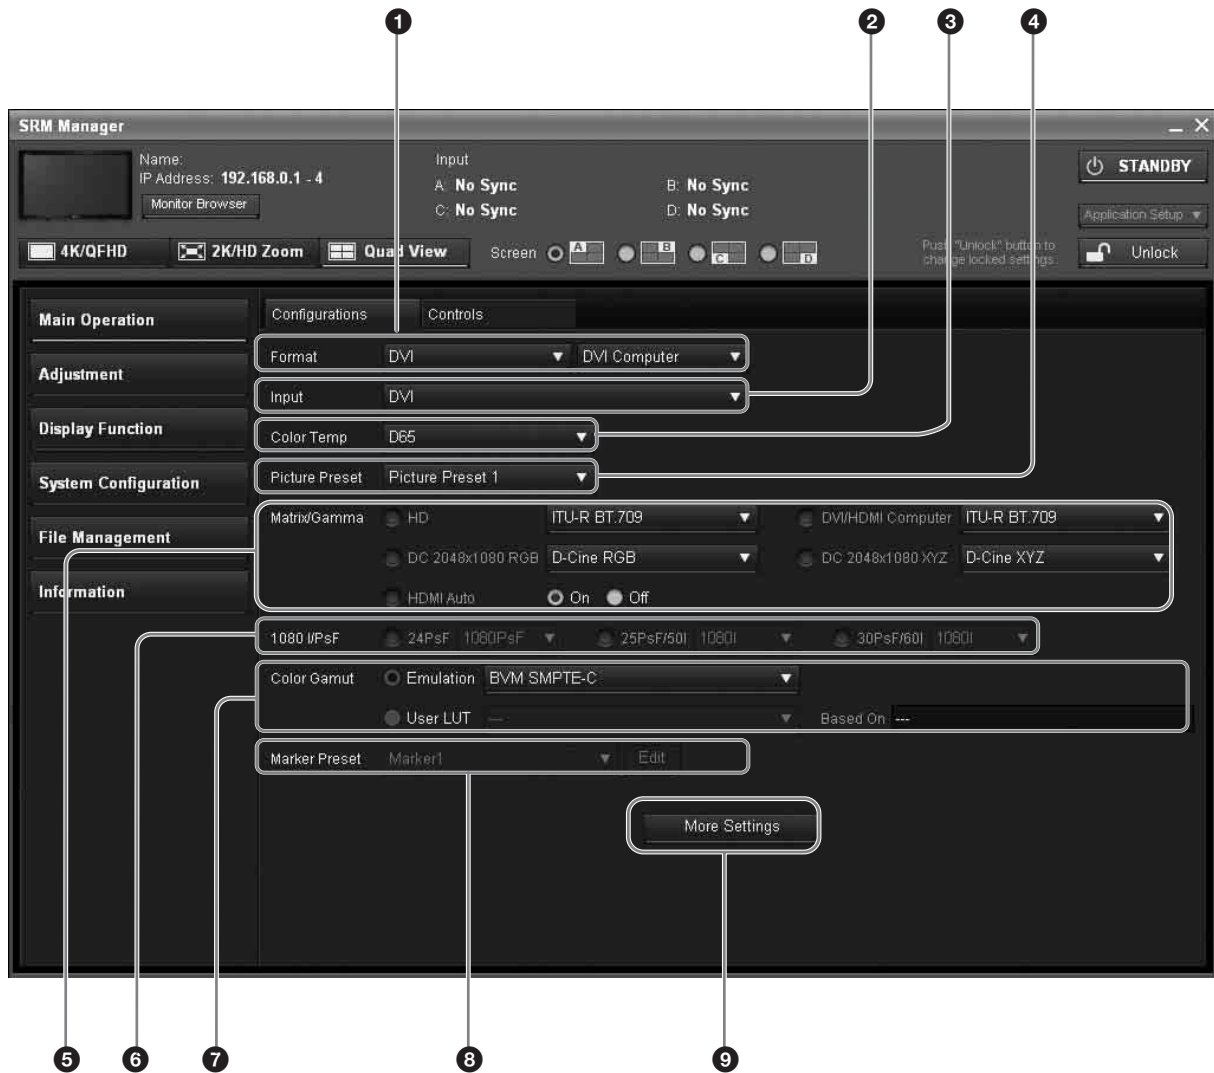 1 2 3 4
SRM Manager
Name:
IP Address: 192.168.0.1 - 4
Monitor Browser
Input
A: No Sync B: No Sync
C: No Sync D: No Sync
STANDBY
Application Setup
4K/QFHD 2K/HD Zoom Quad View Screen A B C D
Push "Unlock" button to
change locked settings.
Unlock
Main Operation
Adjustment
Display Function
System Configuration
File Management
Information
Configurations Controls
Format DVI DVI Computer
Input DVI
Color Temp D65
Picture Preset Picture Preset 1
Matrix/Gamma HD ITU-R BT.709 DVI/HDMI Computer ITU-R BT.709
DC 2048x1080 RGB D-Cine RGB DC 2048x1080 XYZ D-Cine XYZ
HDMI Auto On Off
1080 I/PsF 24PsF 1080PsF 25PsF/50I 1080I 30PsF/60I 1080I
Color Gamut Emulation BVM SMPTE-C
User LUT --- Based On ---
Marker Preset Marker1 Edit
More Settings
5 6 7 8 9